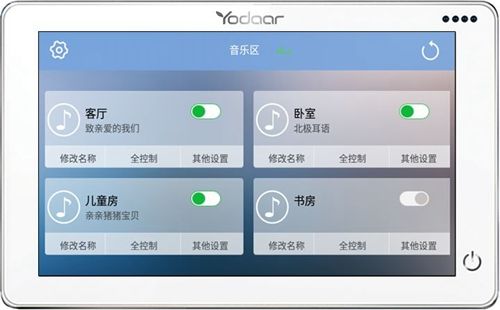 Yodaar
音乐区
客厅
致亲爱的我们
修改名称 全控制 其他设置
卧室
北极耳语
修改名称 全控制 其他设置
儿童房
亲亲猪猪宝贝
修改名称 全控制 其他设置
书房
修改名称 全控制 其他设置